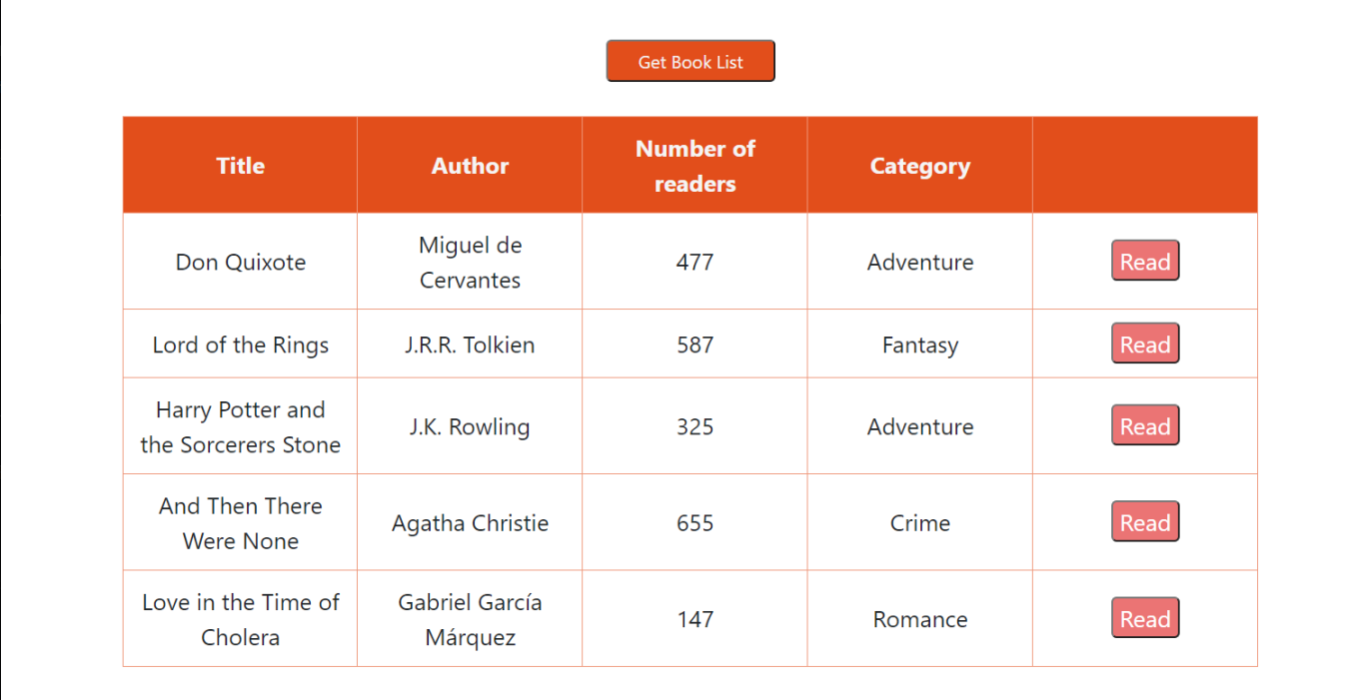 Get Book List
Title
Author
Number of
readers
Category
Don Quixote
Miguel de
Cervantes
477
Adventure
Read
Lord of the Rings
J.R.R. Tolkien
587
Fantasy
Read
Harry Potter and
the Sorcerers Stone
J.K. Rowling
325
Adventure
Read
And Then There
Were None
Agatha Christie
655
Crime
Read
Love in the Time of
Cholera
Gabriel García
Márquez
147
Romance
Read